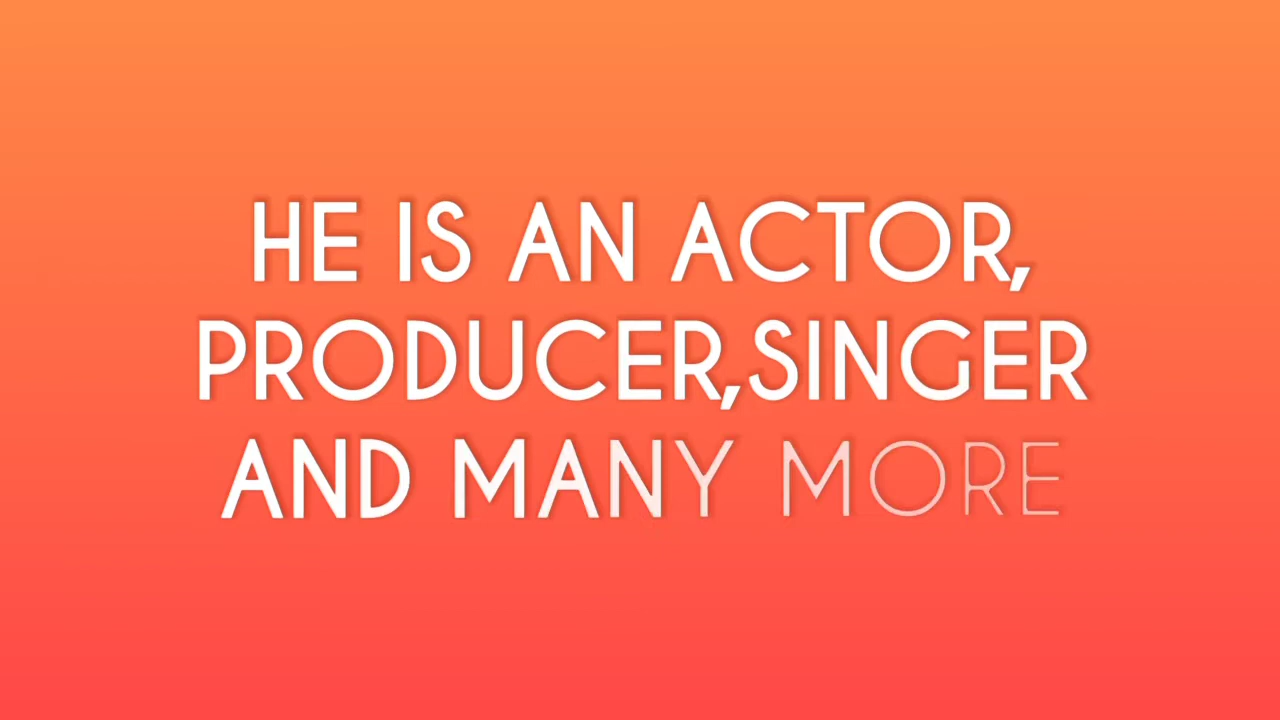 HE IS AN ACTOR,
PRODUCER,SINGER
AND MANY MORE